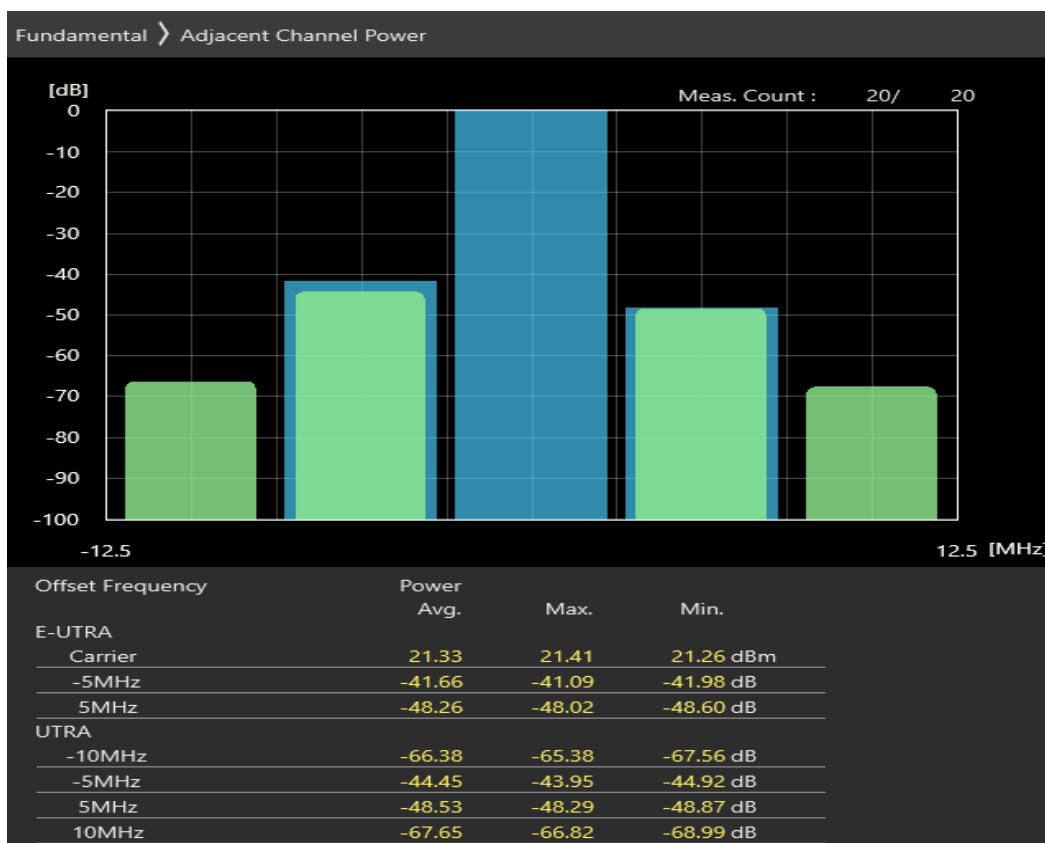 Fundamental 〉 Adjacent Channel Power
[dB]
Meas. Count : 20/ 20
0
-10
-20
-30
-40
-50
-60
-70
-80
-90
-100
-12.5 12.5 [MHz]
Offset Frequency Power
Avg. Max. Min.
E-UTRA
Carrier 21.33 21.41 21.26 dBm
-5MHz -41.66 -41.09 -41.98 dB
5MHz -48.26 -48.02 -48.60 dB
UTRA
-10MHz -66.38 -65.38 -67.56 dB
-5MHz -44.45 -43.95 -44.92 dB
5MHz -48.53 -48.29 -48.87 dB
10MHz -67.65 -66.82 -68.99 dB